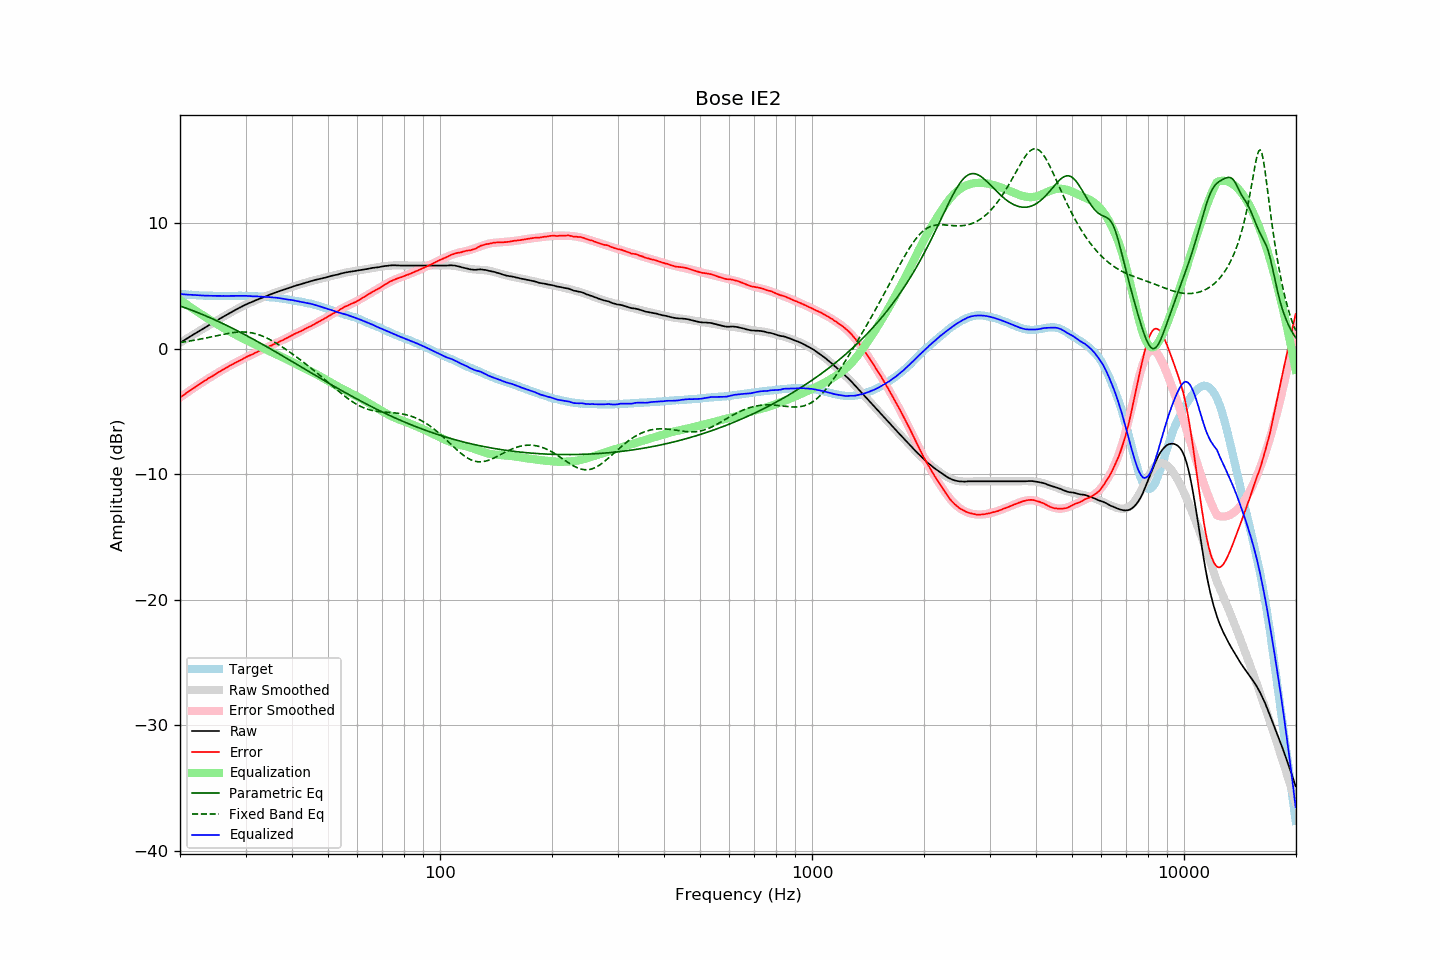 Bose IE2
Amplitude (dBr)
10
0
−10
−20
−30
−40
Target
Raw Smoothed
Error Smoothed
Raw
Error
Equalization
Parametric Eq
Fixed Band Eq
Equalized
100
1000
10000
Frequency (Hz)